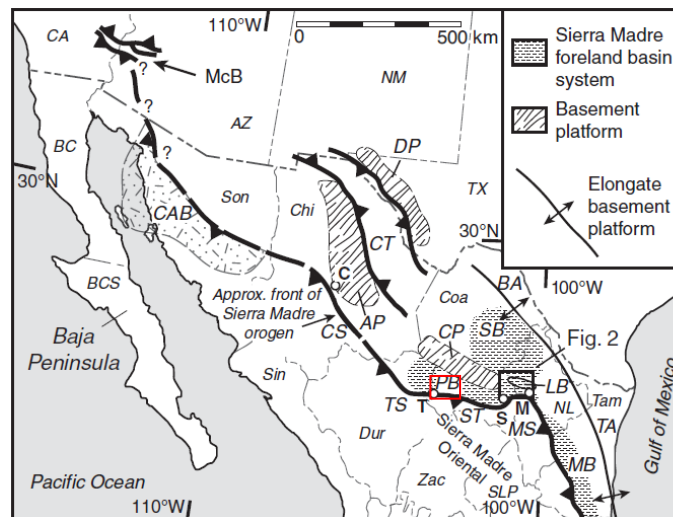 CA
110°W
0
500 km
McB
?
?
?
NM
AZ
DP
BC
30°N
TX
Son
Chi
CAB
CT
30°N
BCS
C
Coa
BA
100°W
Approx. front of
Sierra Madre
orogen
CS
AP
CP
SB
Fig. 2
Baja
Peninsula
Sin
PB
LB
TS
T
ST
S
M
NL
Tam
TA
MS
Dur
Sierra Madre
Oriental
MB
Gulf of Mexico
Zac
SLP
Pacific Ocean
110°W
100°W
Sierra Madre
foreland basin
system
Basement
platform
Elongate
basement
platform